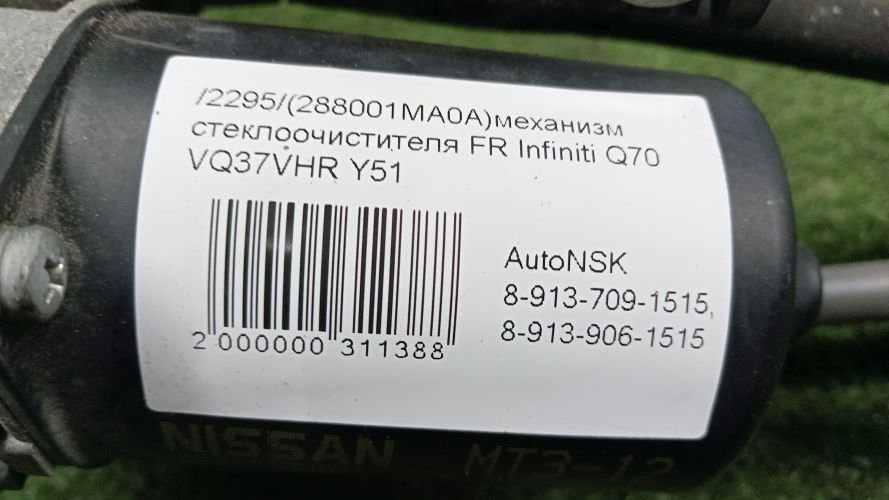 /2295/(288001MA0A)механизм
стеклоочистителя FR Infiniti Q70
VQ37VHR Y51
AutoNSK
8-913-709-1515,
8-913-906-1515
2 000000 311388
NISSAN MT3-12